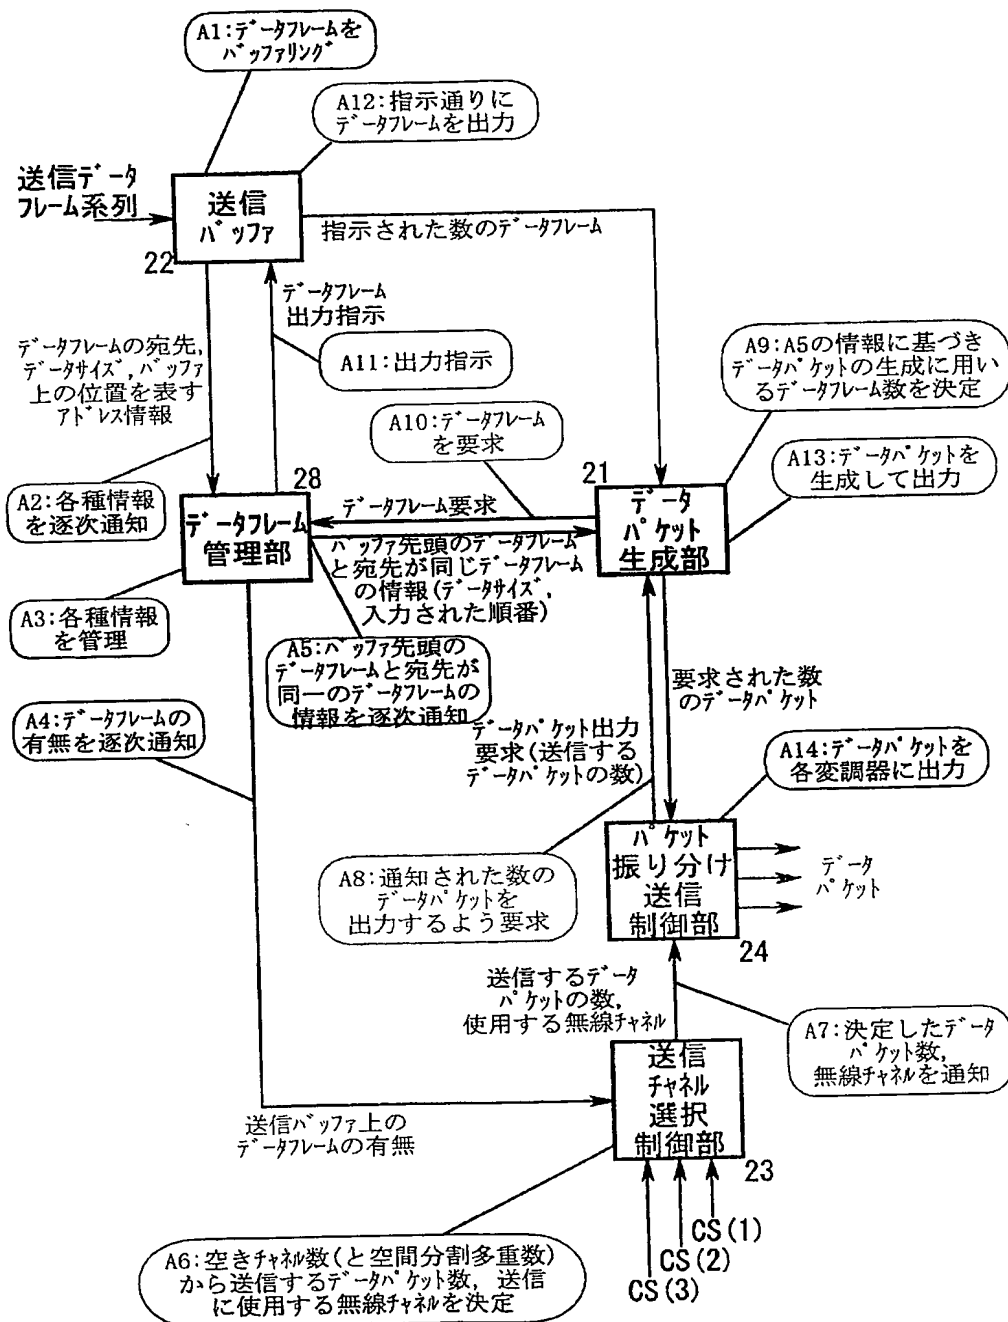 A1:データフレームを
バッファリング
A12:指示通りに
データフレームを出力
送信データ
フレーム系列
送信
バッファ
22
指示された数のデータフレーム
データフレーム
出力指示
データフレームの宛先,
データサイズ,バッファ
上の位置を表す
アドレス情報
A11:出力指示
A9:A5の情報に基づき
データパケットの生成に用い
るデータフレーム数を決定
A10:データフレーム
を要求
A2:各種情報
を逐次通知
28
データフレーム
管理部
データフレーム要求
21
データ
パケット
生成部
A13:データパケットを
生成して出力
バッファ先頭のデータフレーム
と宛先が同じデータフレーム
の情報(データサイズ,
入力された順番)
A3:各種情報
を管理
A5:バッファ先頭の
データフレームと宛先が
同一のデータフレームの
情報を逐次通知
A4:データフレームの
有無を逐次通知
要求された数
のデータパケット
データパケット出力
要求(送信する
データパケットの数)
A14:データパケットを
各変調器に出力
パケット
振り分け
送信
制御部
24
データ
パケット
A8:通知された数の
データパケットを
出力するよう要求
送信するデータ
パケットの数,
使用する無線チャネル
A7:決定したデータ
パケット数,
無線チャネルを通知
送信
チャネル
選択
制御部
23
送信バッファ上の
データフレームの有無
CS(1)
CS(2)
CS(3)
A6:空きチャネル数(と空間分割多重数)
から送信するデータパケット数, 送信
に使用する無線チャネルを決定